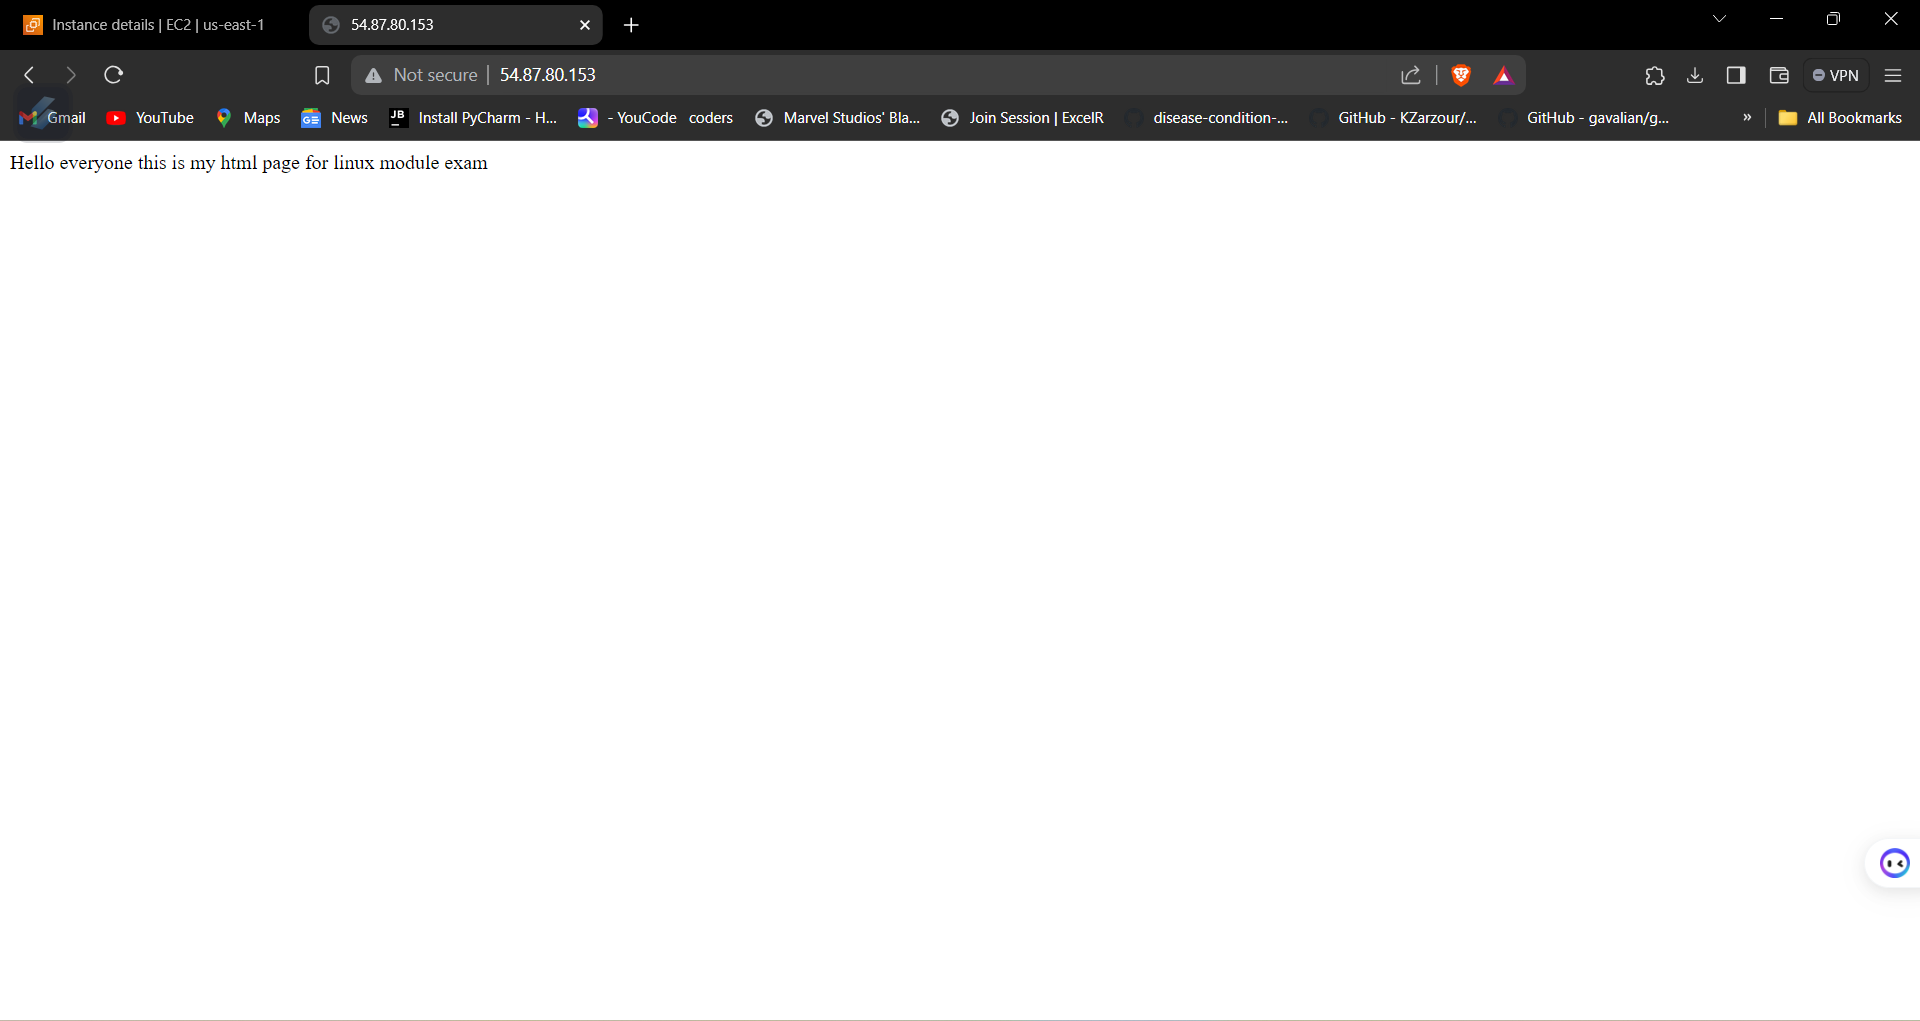 Instance details | EC2 | us-east-1
54.87.80.153
Not secure 54.87.80.153
VPN
Gmail YouTube Maps GE News JB Install PyCharm - H... - YouCode coders Marvel Studios' Bla... Join Session | ExcelR disease-condition-... GitHub - KZarzour/... GitHub - gavalian/g... » All Bookmarks
Hello everyone this is my html page for linux module exam